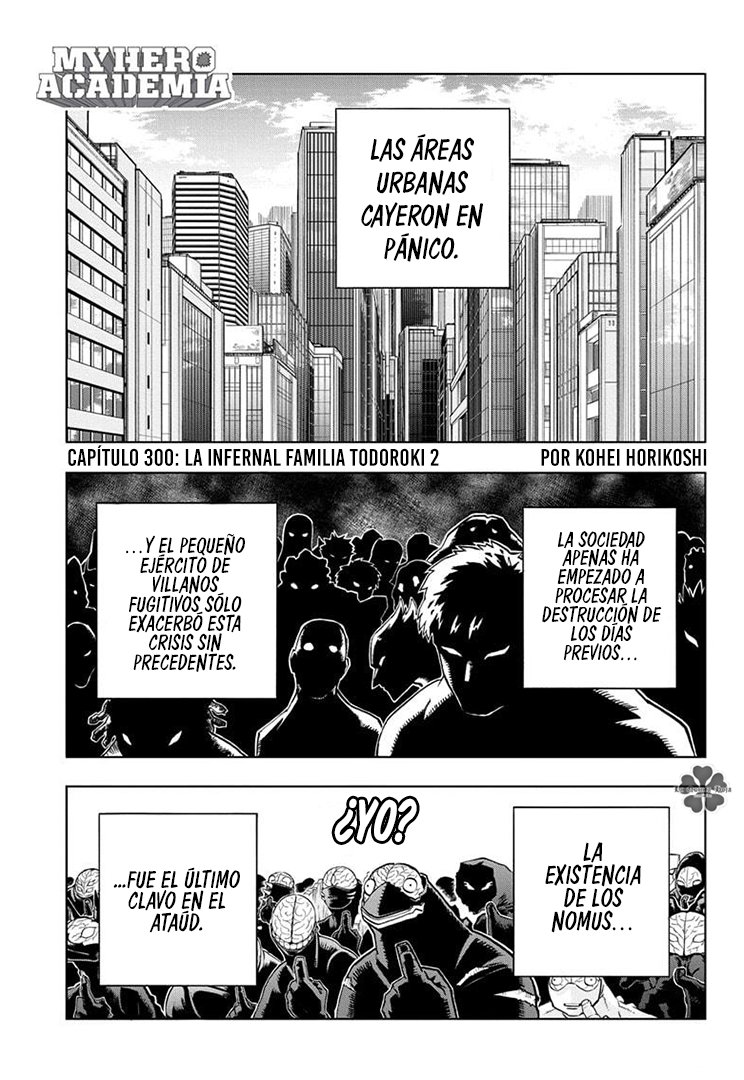 MY HERO
ACADEMIA
LAS ÁREAS
URBANAS
CAYERON EN
PÁNICO.
CAPÍTULO 300: LA INFERNAL FAMILIA TODOROKI 2
POR KOHEI HORIKOSHI
LA SOCIEDAD
APENAS HA
EMPEZADO A
PROCESAR LA
DESTRUCCIÓN DE
LOS DÍAS
PREVIOS...
...Y EL PEQUEÑO
EJÉRCITO DE
VILLANOS
FUGITIVOS SÓLO
EXACERBÓ ESTA
CRISIS SIN
PRECEDENTES.
LA
EXISTENCIA
DE LOS
NOMUS...
¿YO?
...FUE EL ÚLTIMO
CLAVO EN EL
ATAÚD.